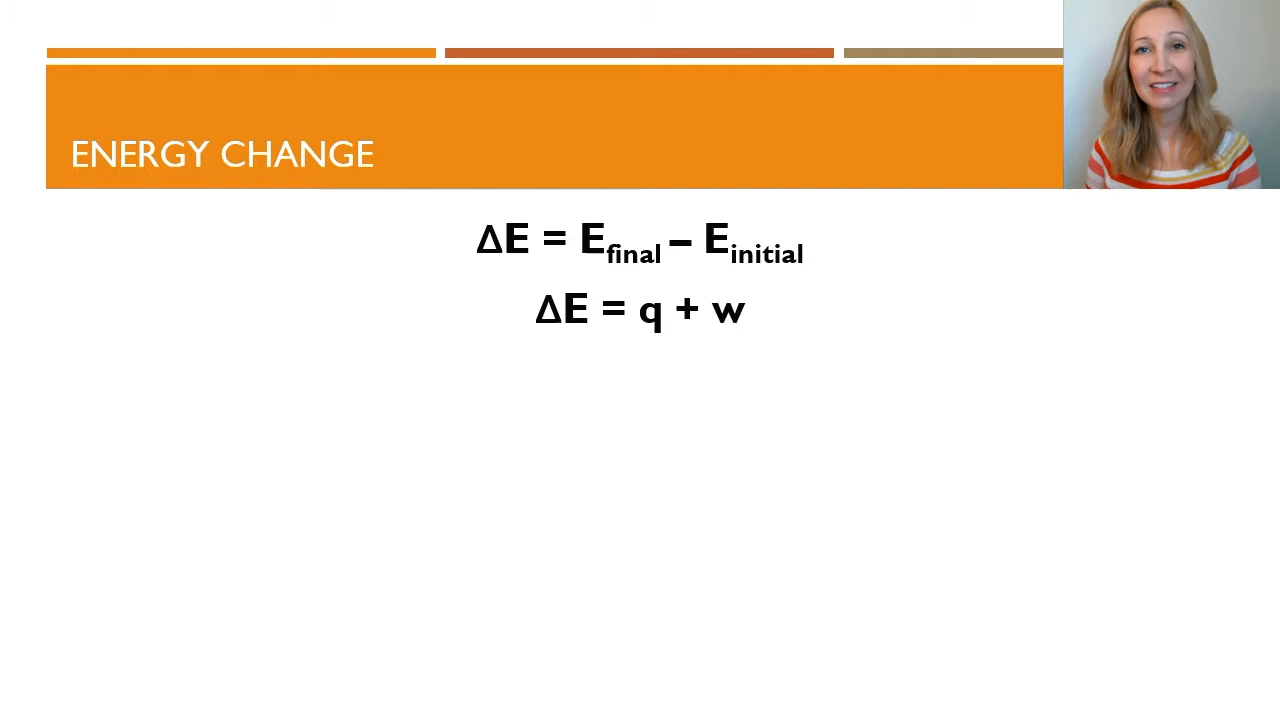 ENERGY CHANGE
ΔE = Efinal – Einitial
ΔE = q + w